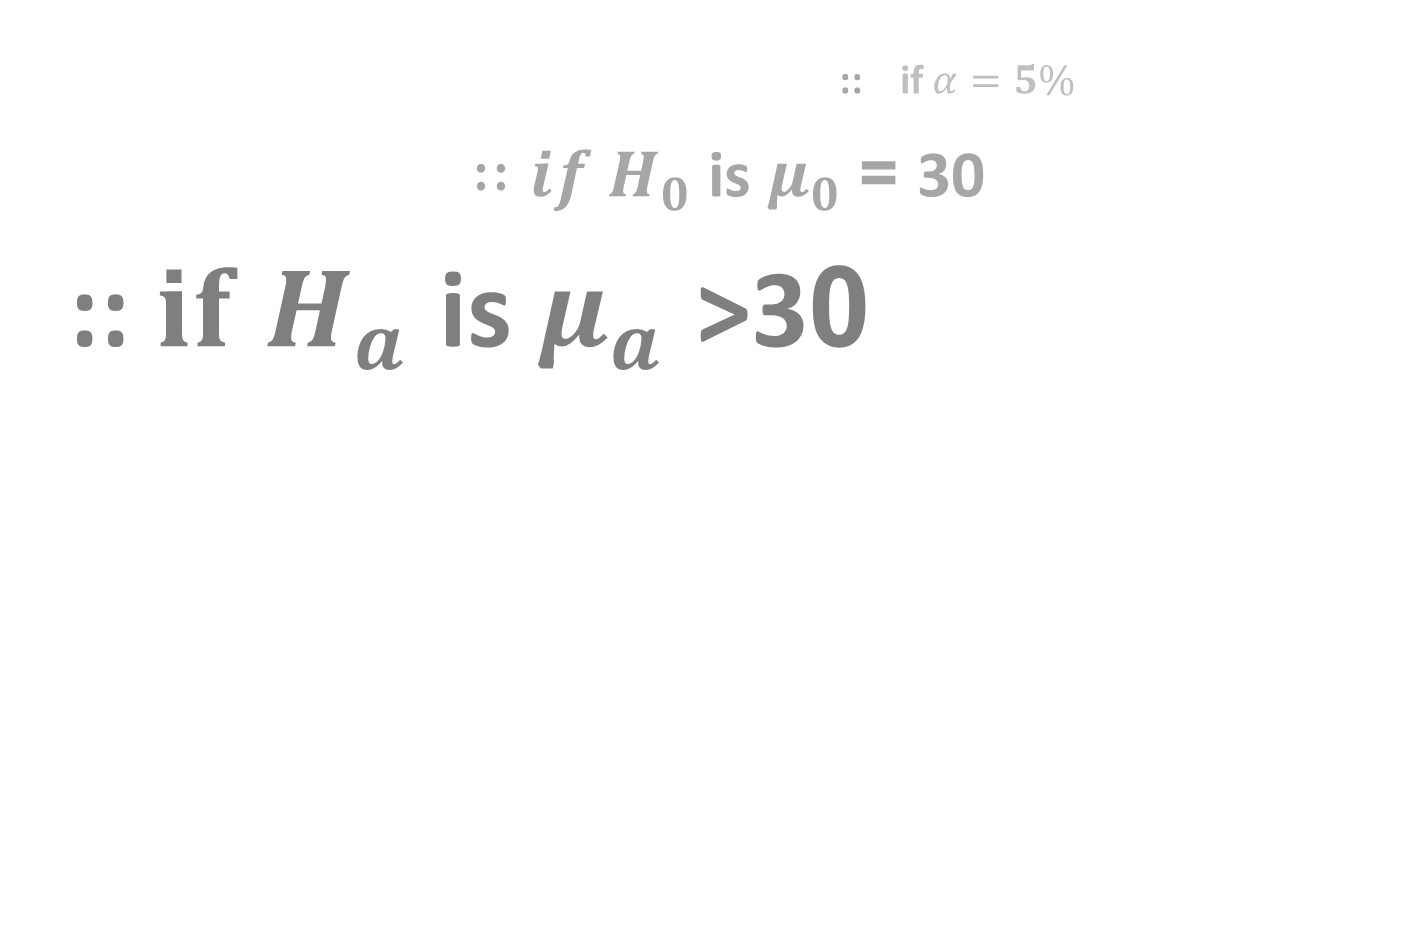 :: if α = 5%
:: if H₀ is μ₀ = 30
:: if Hₐ is μₐ >30